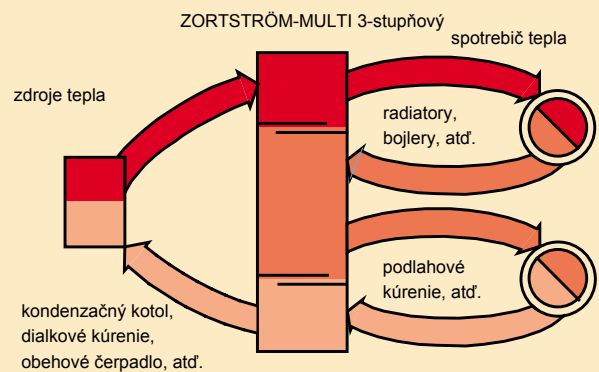 ZORTSTRÖM-MULTI 3-stupňový
spotrebič tepla
zdroje tepla
radiatory,
bojlery, atď.
podlahové
kúrenie, atď.
kondenzačný kotol,
dialkové kúrenie,
obehové čerpadlo, atď.